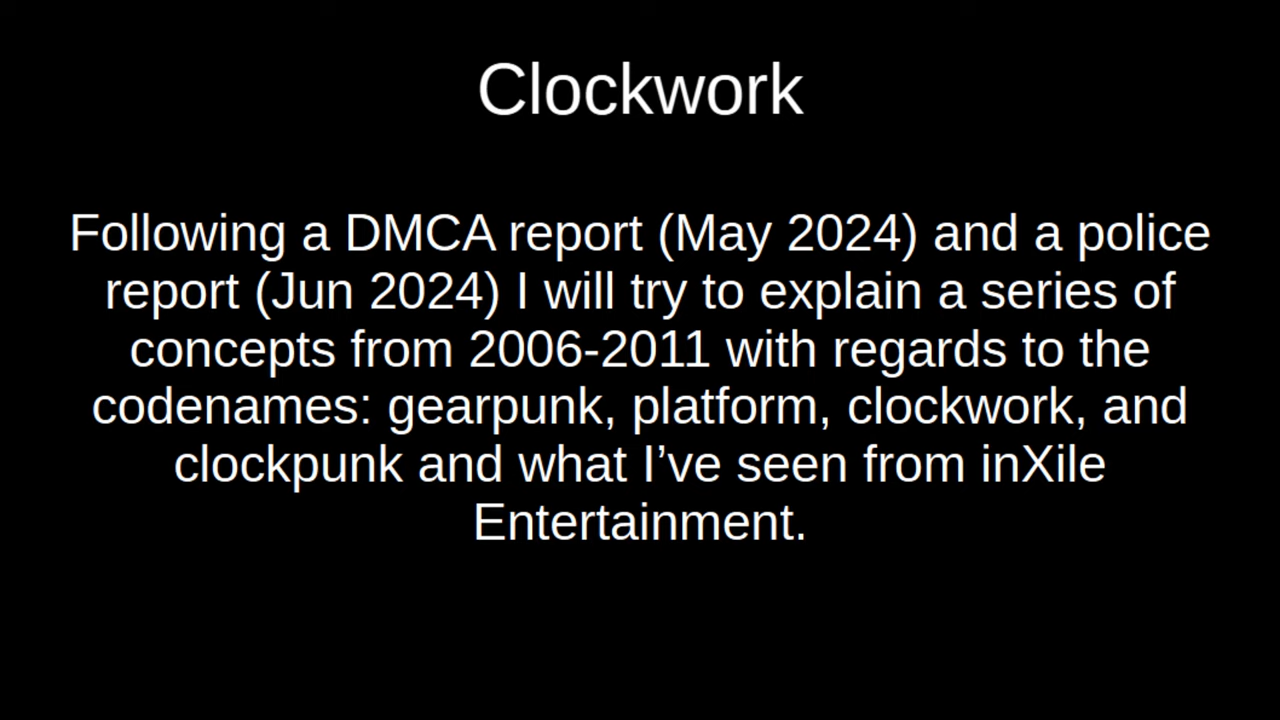 Clockwork
Following a DMCA report (May 2024) and a police
report (Jun 2024) I will try to explain a series of
concepts from 2006-2011 with regards to the
codenames: gearpunk, platform, clockwork, and
clockpunk and what I’ve seen from inXile
Entertainment.